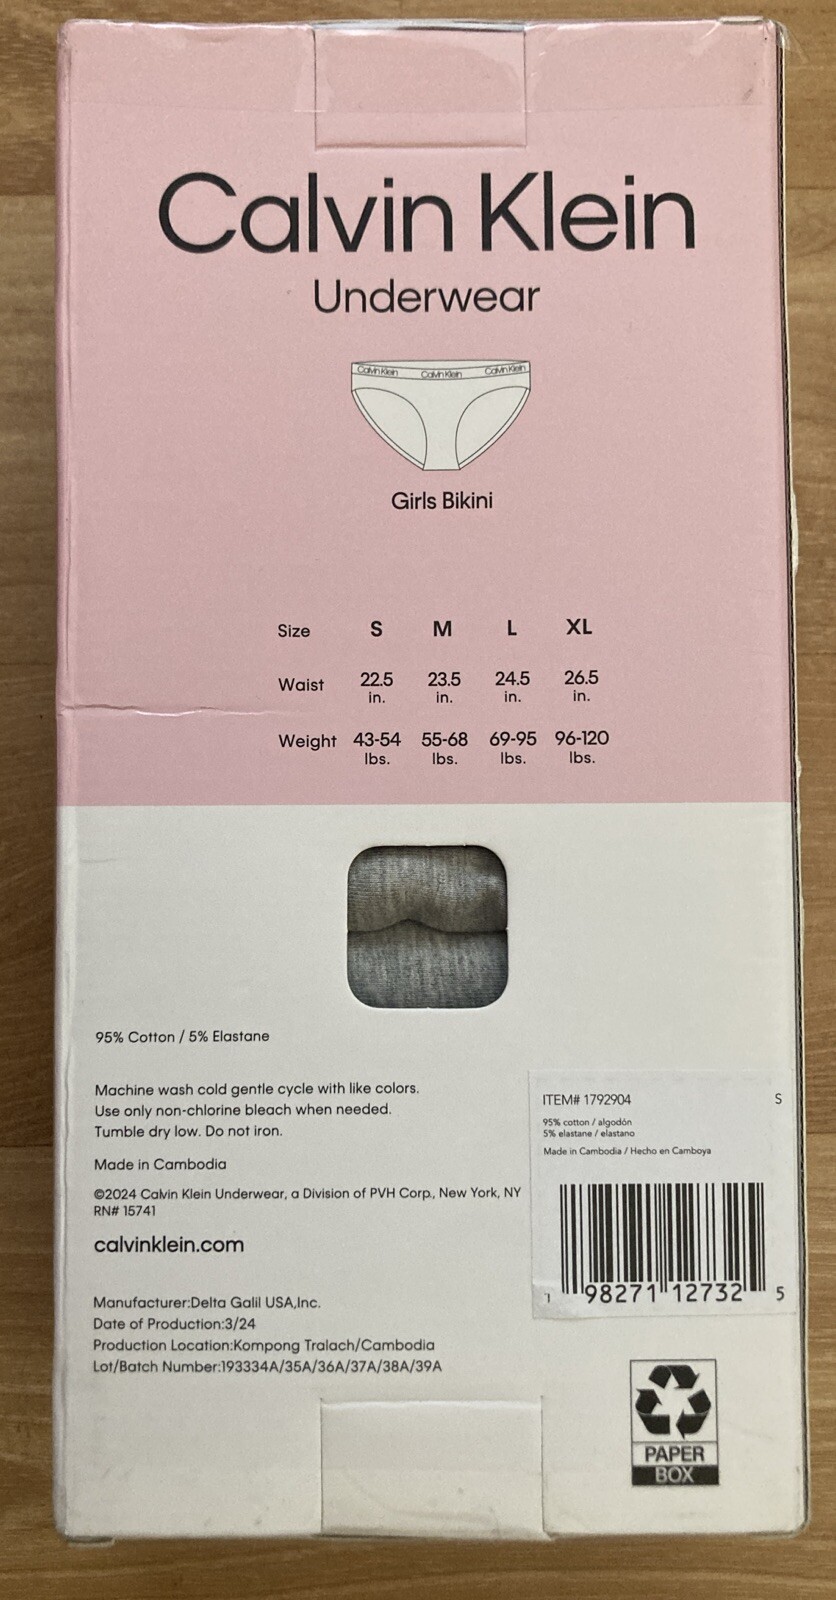 Calvin Klein
Underwear
Calvin Klein Calvin Klein Calvin Klein
Girls Bikini
Size S M L XL
Waist 22.5 in. 23.5 in. 24.5 in. 26.5 in.
Weight 43-54 lbs. 55-68 lbs. 69-95 lbs. 96-120 lbs.
95% Cotton / 5% Elastane
Machine wash cold gentle cycle with like colors.
Use only non-chlorine bleach when needed.
Tumble dry low. Do not iron.
Made in Cambodia
©2024 Calvin Klein Underwear, a Division of PVH Corp., New York, NY
RN# 15741
calvinklein.com
Manufacturer:Delta Galil USA,Inc.
Date of Production:3/24
Production Location:Kompong Tralach/Cambodia
Lot/Batch Number:193334A/35A/36A/37A/38A/39A
ITEM# 1792904 S
95% cotton / algodón
5% elastane / elastano
Made in Cambodia / Hecho en Camboya
1 98271 12732 5
PAPER
BOX